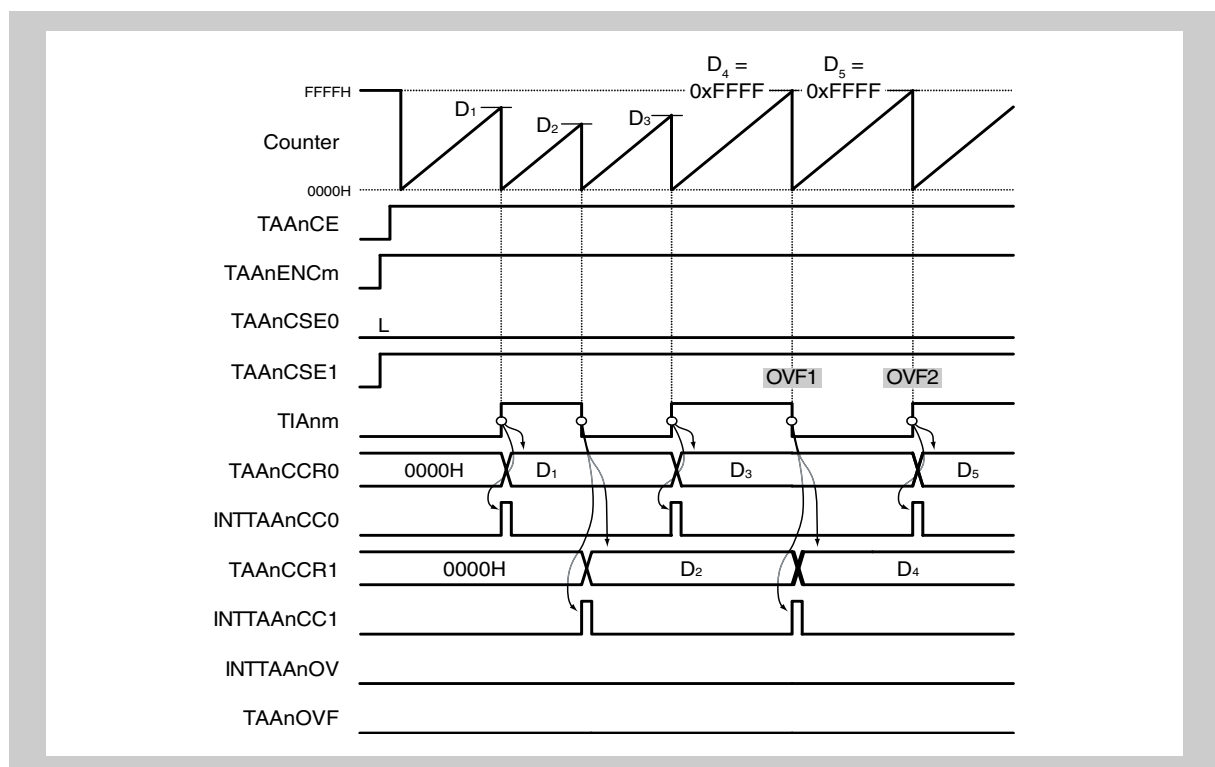 D4 = 0xFFFF
D5 = 0xFFFF
FFFFH
D1
D2
D3
Counter
0000H
TAAnCE
TAAnENCm
TAAnCSE0
L
TAAnCSE1
OVF1
OVF2
TIAnm
TAAnCCR0
0000H
D1
D3
D5
INTTAAnCC0
TAAnCCR1
0000H
D2
D4
INTTAAnCC1
INTTAAnOV
TAAnOVF